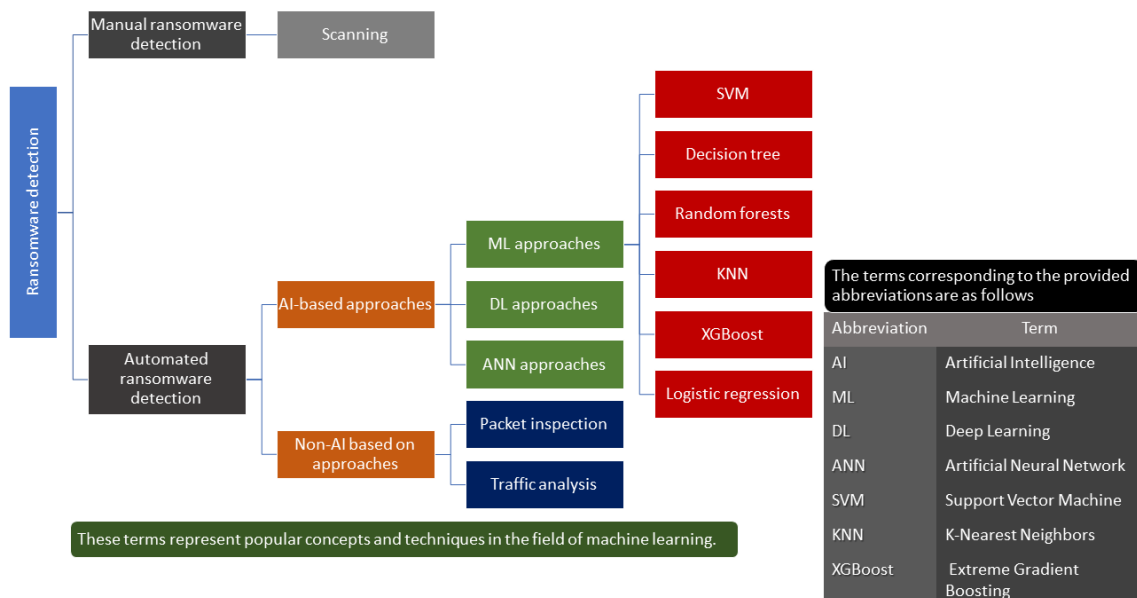 Ransomware detection
Manual ransomware
detection
Scanning
Automated
ransomware
detection
AI-based approaches
Non-AI based on
approaches
ML approaches
DL approaches
ANN approaches
Packet inspection
Traffic analysis
SVM
Decision tree
Random forests
KNN
XGBoost
Logistic regression
These terms represent popular concepts and techniques in the field of machine learning.
The terms corresponding to the provided
abbreviations are as follows
Abbreviation Term
AI Artificial Intelligence
ML Machine Learning
DL Deep Learning
ANN Artificial Neural Network
SVM Support Vector Machine
KNN K-Nearest Neighbors
XGBoost Extreme Gradient
Boosting